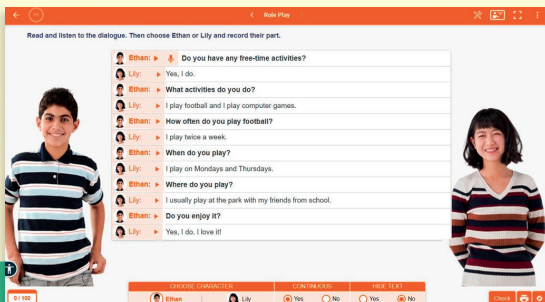 Role Play
Read and listen to the dialogue. Then choose Ethan or Lily and record their part.
Ethan: Do you have any free-time activities?
Lily: Yes, I do.
Ethan: What activities do you do?
Lily: I play football and I play computer games.
Ethan: How often do you play football?
Lily: I play twice a week.
Ethan: When do you play?
Lily: I play on Mondays and Thursdays.
Ethan: Where do you play?
Lily: I usually play at the park with my friends from school.
Ethan: Do you enjoy it?
Lily: Yes, I do. I love it!
CHOOSE CHARACTER CONTINUOUS HIDE TEXT
0 / 100 Ethan Lily Yes No Yes No Check